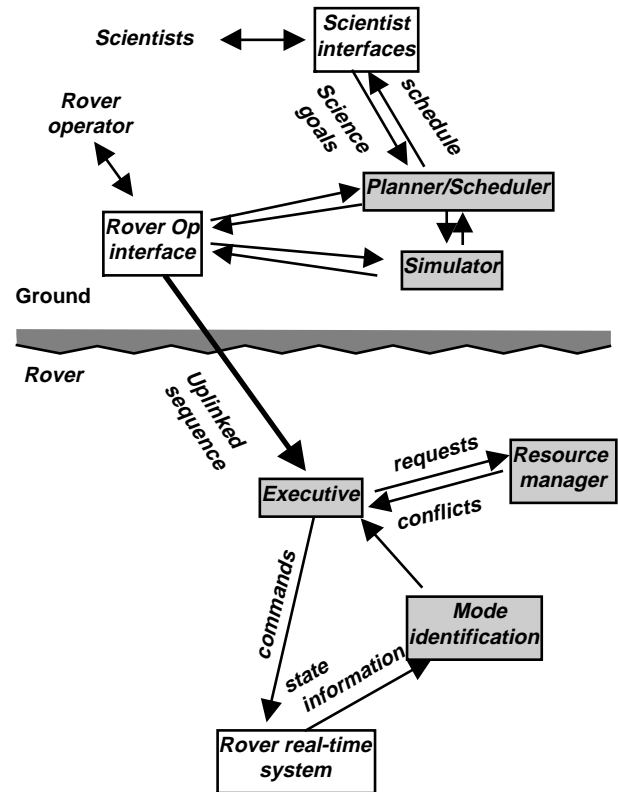 Scientists
Scientist
interfaces
Rover
operator
Science
goals
schedule
Planner/Scheduler
Rover Op
interface
Simulator
Ground
Rover
Uplinked
sequence
Executive
requests
conflicts
Resource
manager
commands
Mode
identification
state
information
Rover real-time
system